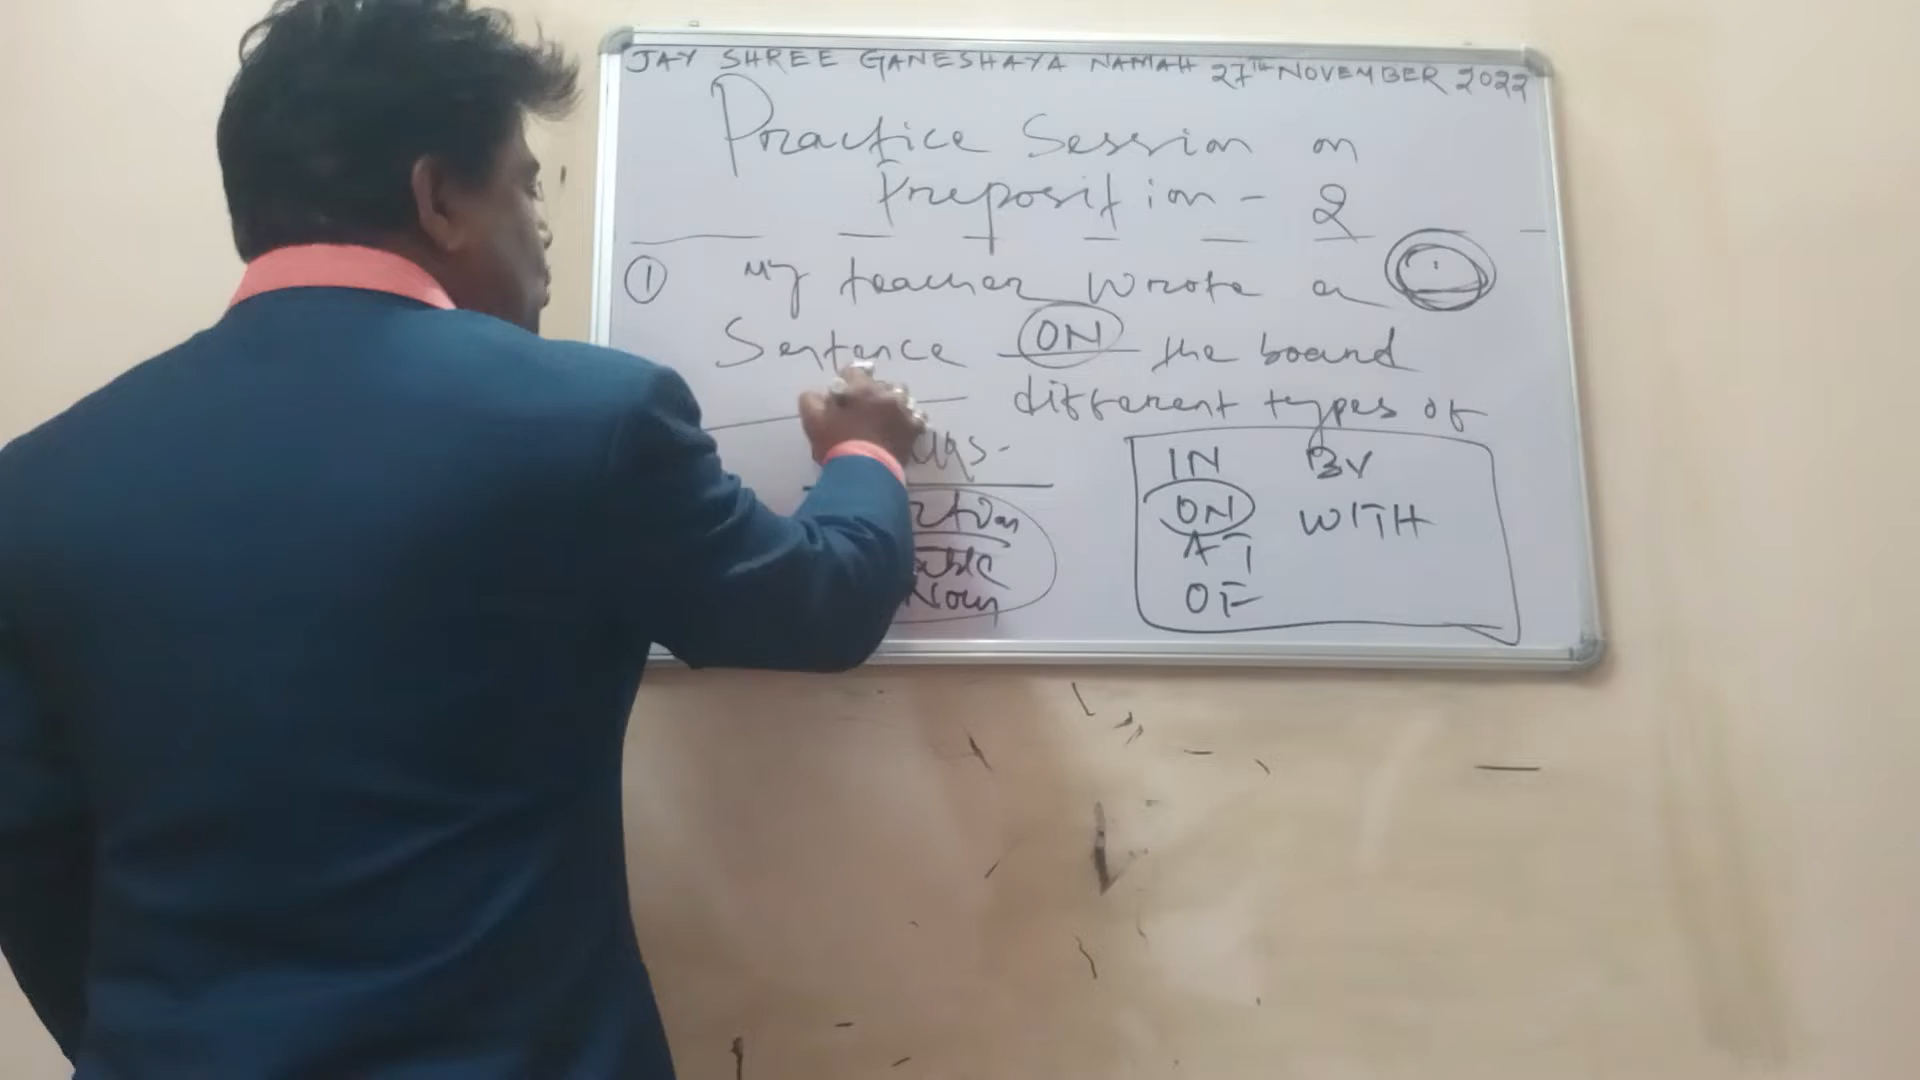 JAY SHREE GANESHAYA NAMAH 27TH NOVEMBER 2022
Practice Session on
Preposition - 2
① My teacher wrote a
Sentence ON the board
different types of
IN BY
ON WITH
AT
OF
Noun